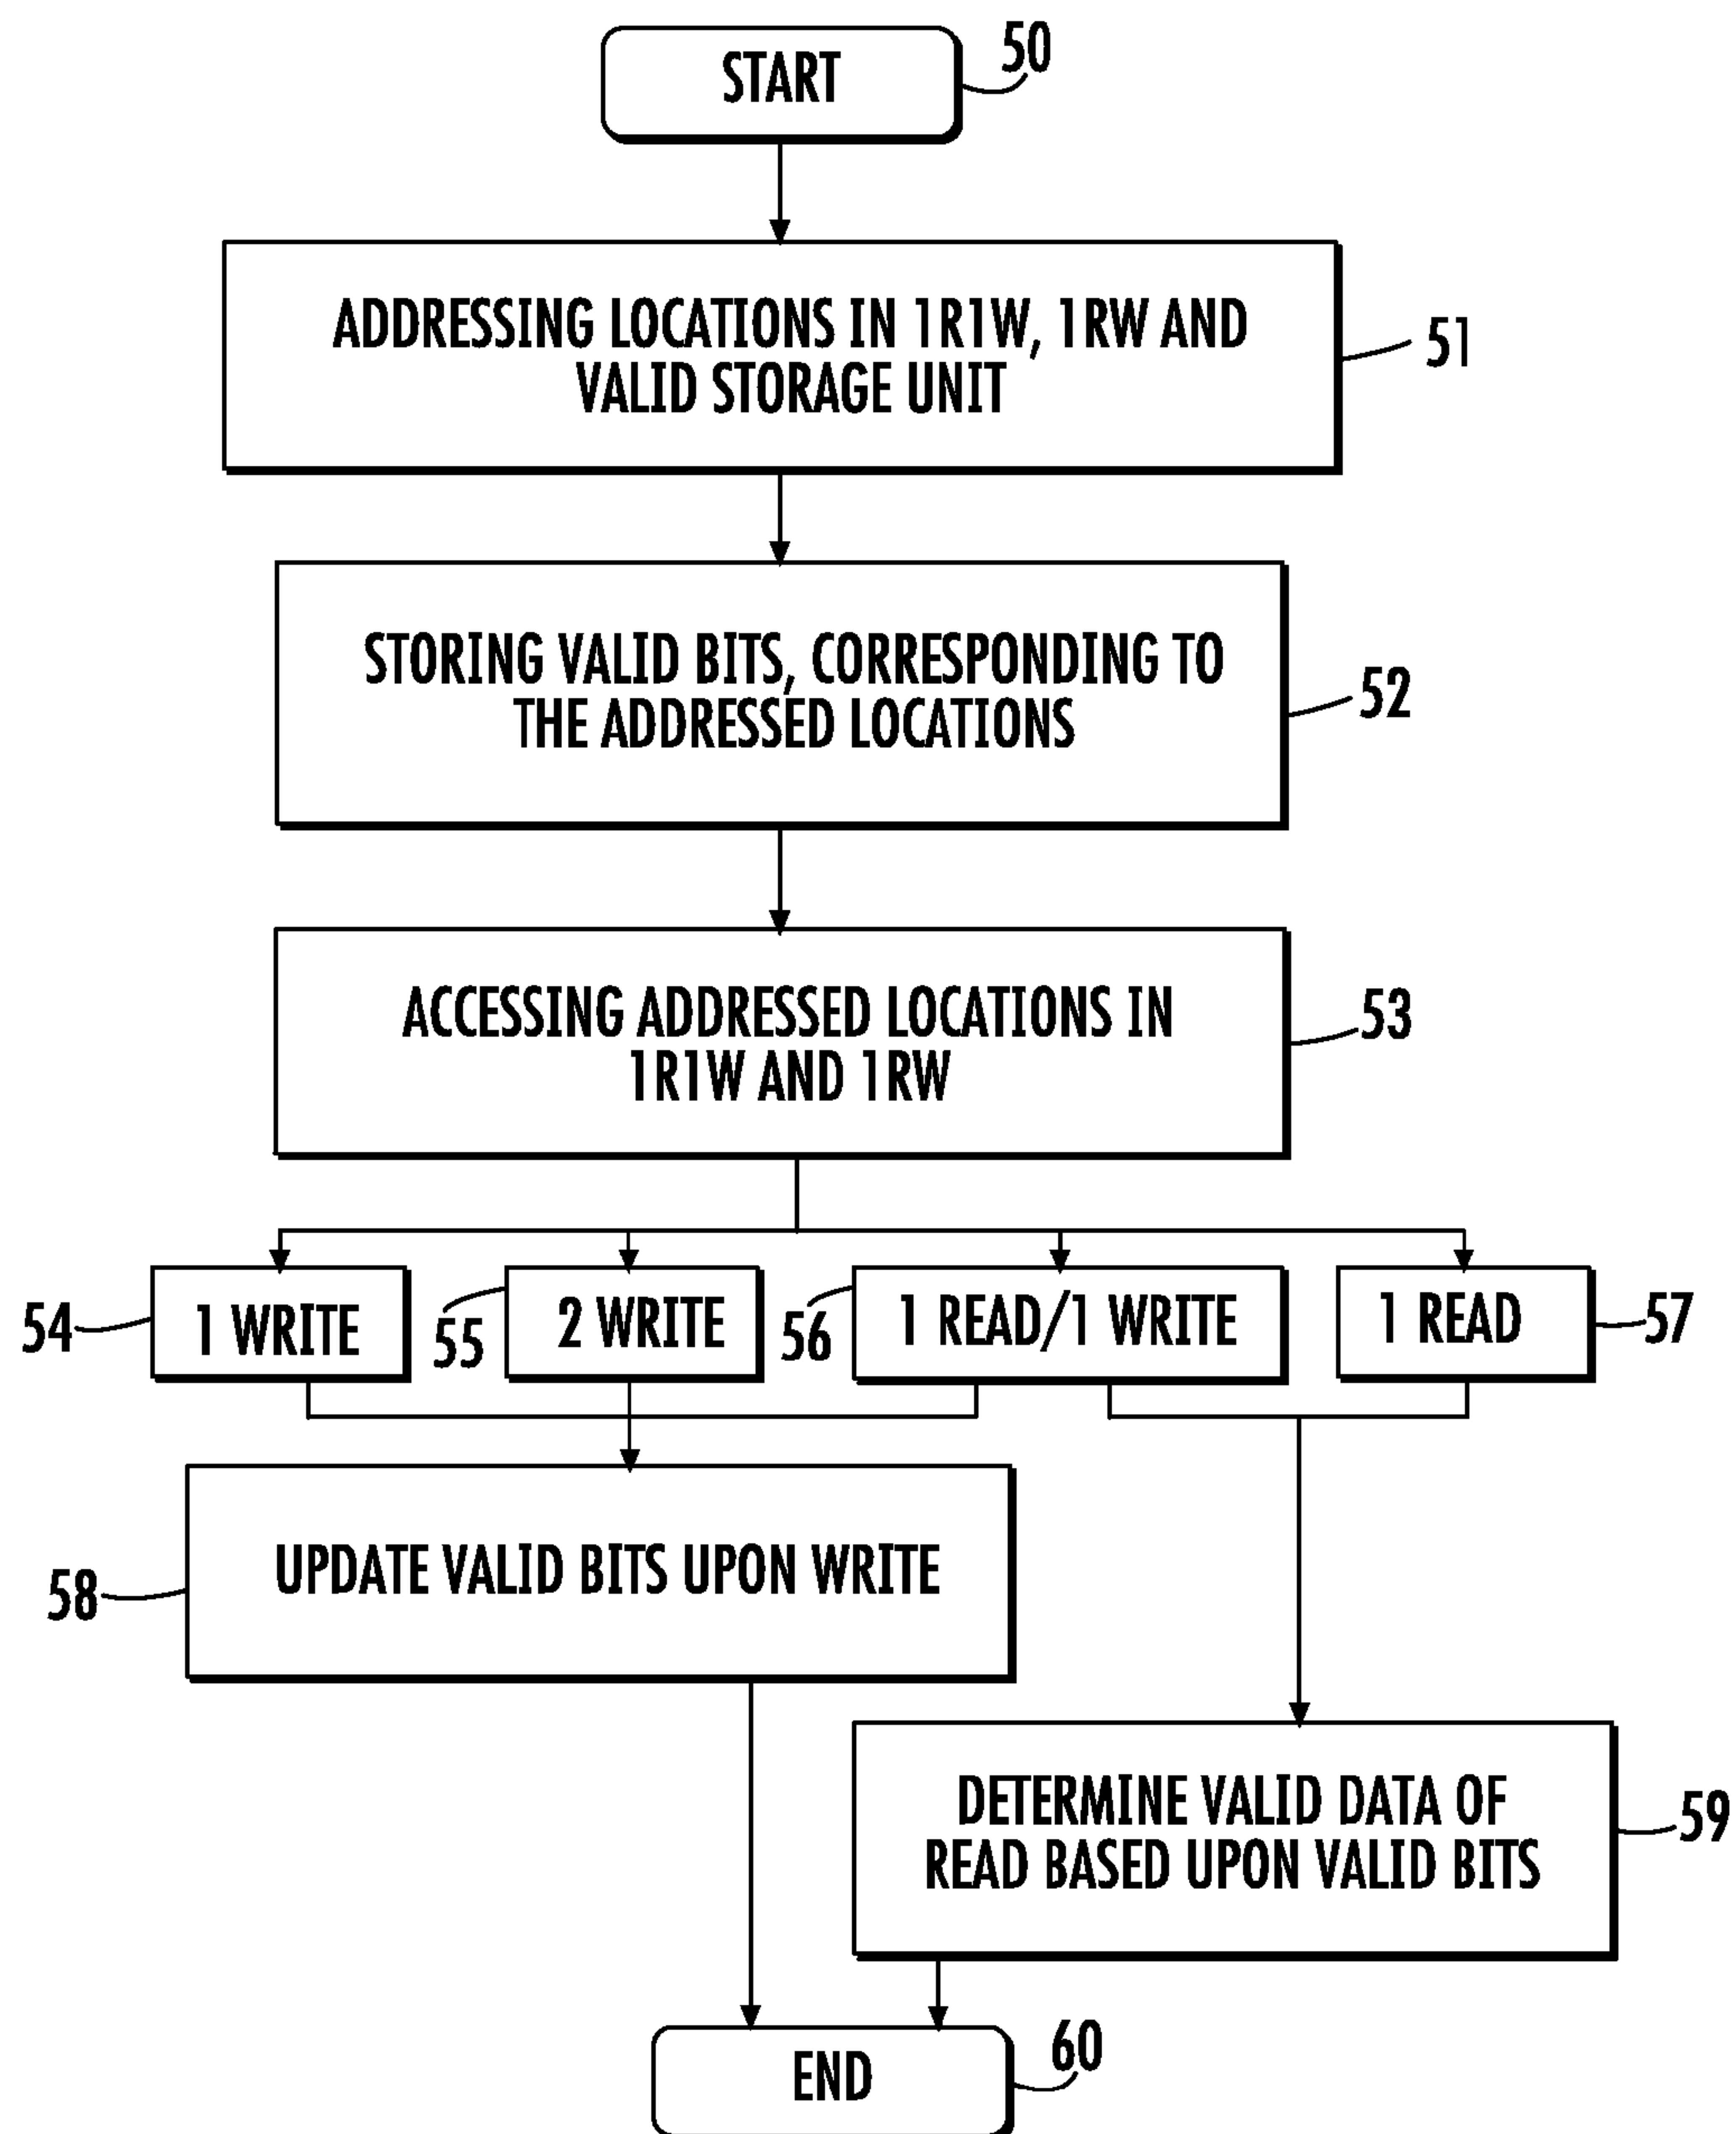 START
50
ADDRESSING LOCATIONS IN 1R1W, 1RW AND
VALID STORAGE UNIT
51
STORING VALID BITS, CORRESPONDING TO
THE ADDRESSED LOCATIONS
52
ACCESSING ADDRESSED LOCATIONS IN
1R1W AND 1RW
53
54
1 WRITE
55
2 WRITE
56
1 READ/1 WRITE
1 READ
57
58
UPDATE VALID BITS UPON WRITE
DETERMINE VALID DATA OF
READ BASED UPON VALID BITS
59
END
60